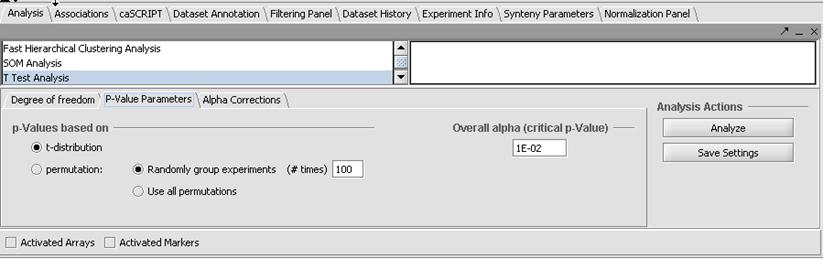 Analysis Associations caSCRIPT Dataset Annotation Filtering Panel Dataset History Experiment Info Synteny Parameters Normalization Panel
Fast Hierarchical Clustering Analysis
SOM Analysis
T Test Analysis
Degree of freedom P-Value Parameters Alpha Corrections
Analysis Actions
p-Values based on Overall alpha (critical p-Value)
Analyze
t-distribution 1E-02
Save Settings
permutation: Randomly group experiments (# times) 100
Use all permutations
Activated Arrays Activated Markers